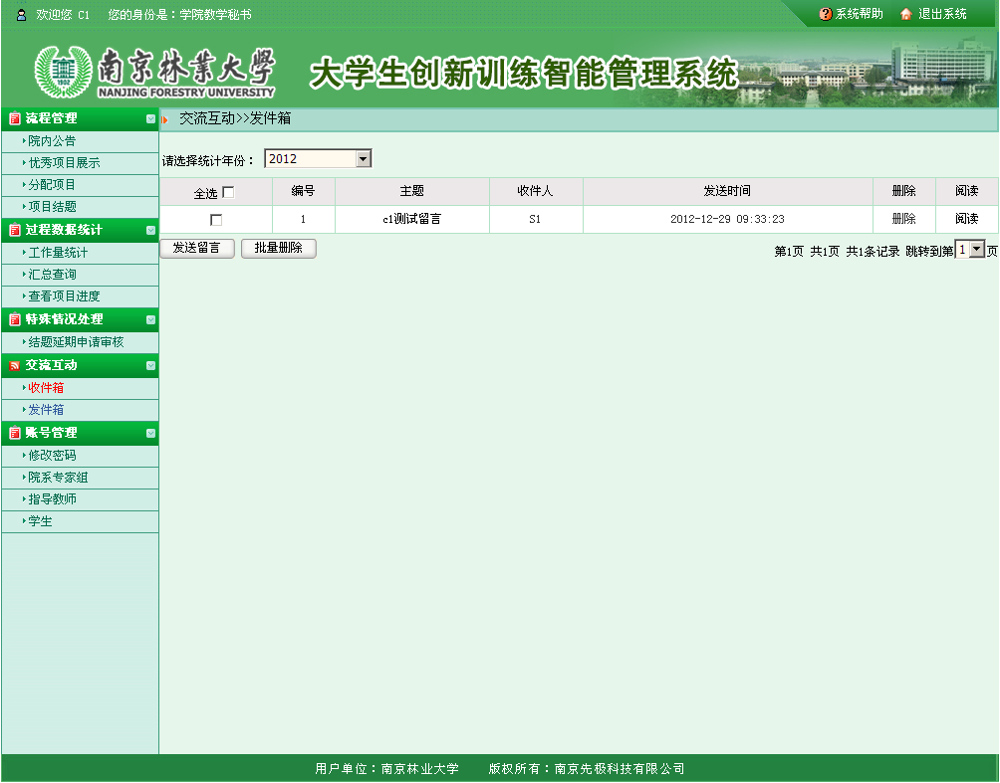 欢迎您 C1 您的身份是：学院教学秘书 系统帮助 退出系统
南京林業大學
NANJING FORESTRY UNIVERSITY
大学生创新训练智能管理系统
流程管理
院内公告
优秀项目展示
分配项目
项目结题
过程数据统计
工作量统计
汇总查询
查看项目进度
特殊情况处理
结题延期申请审核
交流互动
收件箱
发件箱
账号管理
修改密码
院系专家组
指导教师
学生
交流互动>>发件箱
请选择统计年份： 2012
全选 编号 主题 收件人 发送时间 删除 阅读
1 c1测试留言 S1 2012-12-29 09:33:23 删除 阅读
发送留言 批量删除 第1页 共1页 共1条记录 跳转到第 1 页
用户单位：南京林业大学 版权所有：南京先极科技有限公司